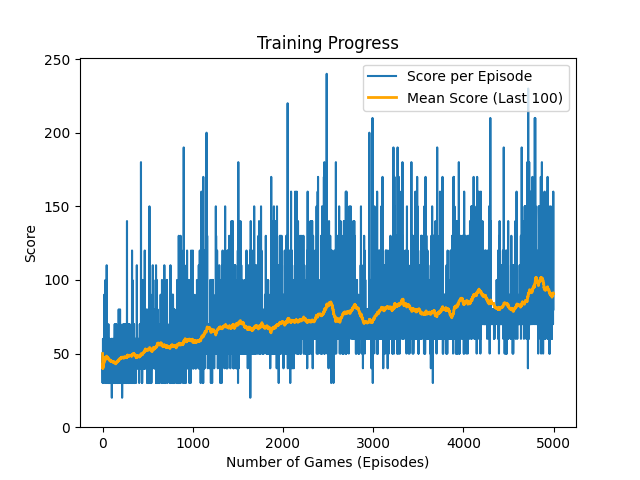 Training Progress
Score per Episode
Mean Score (Last 100)
250
200
150
100
50
0
Score
0 1000 2000 3000 4000 5000
Number of Games (Episodes)